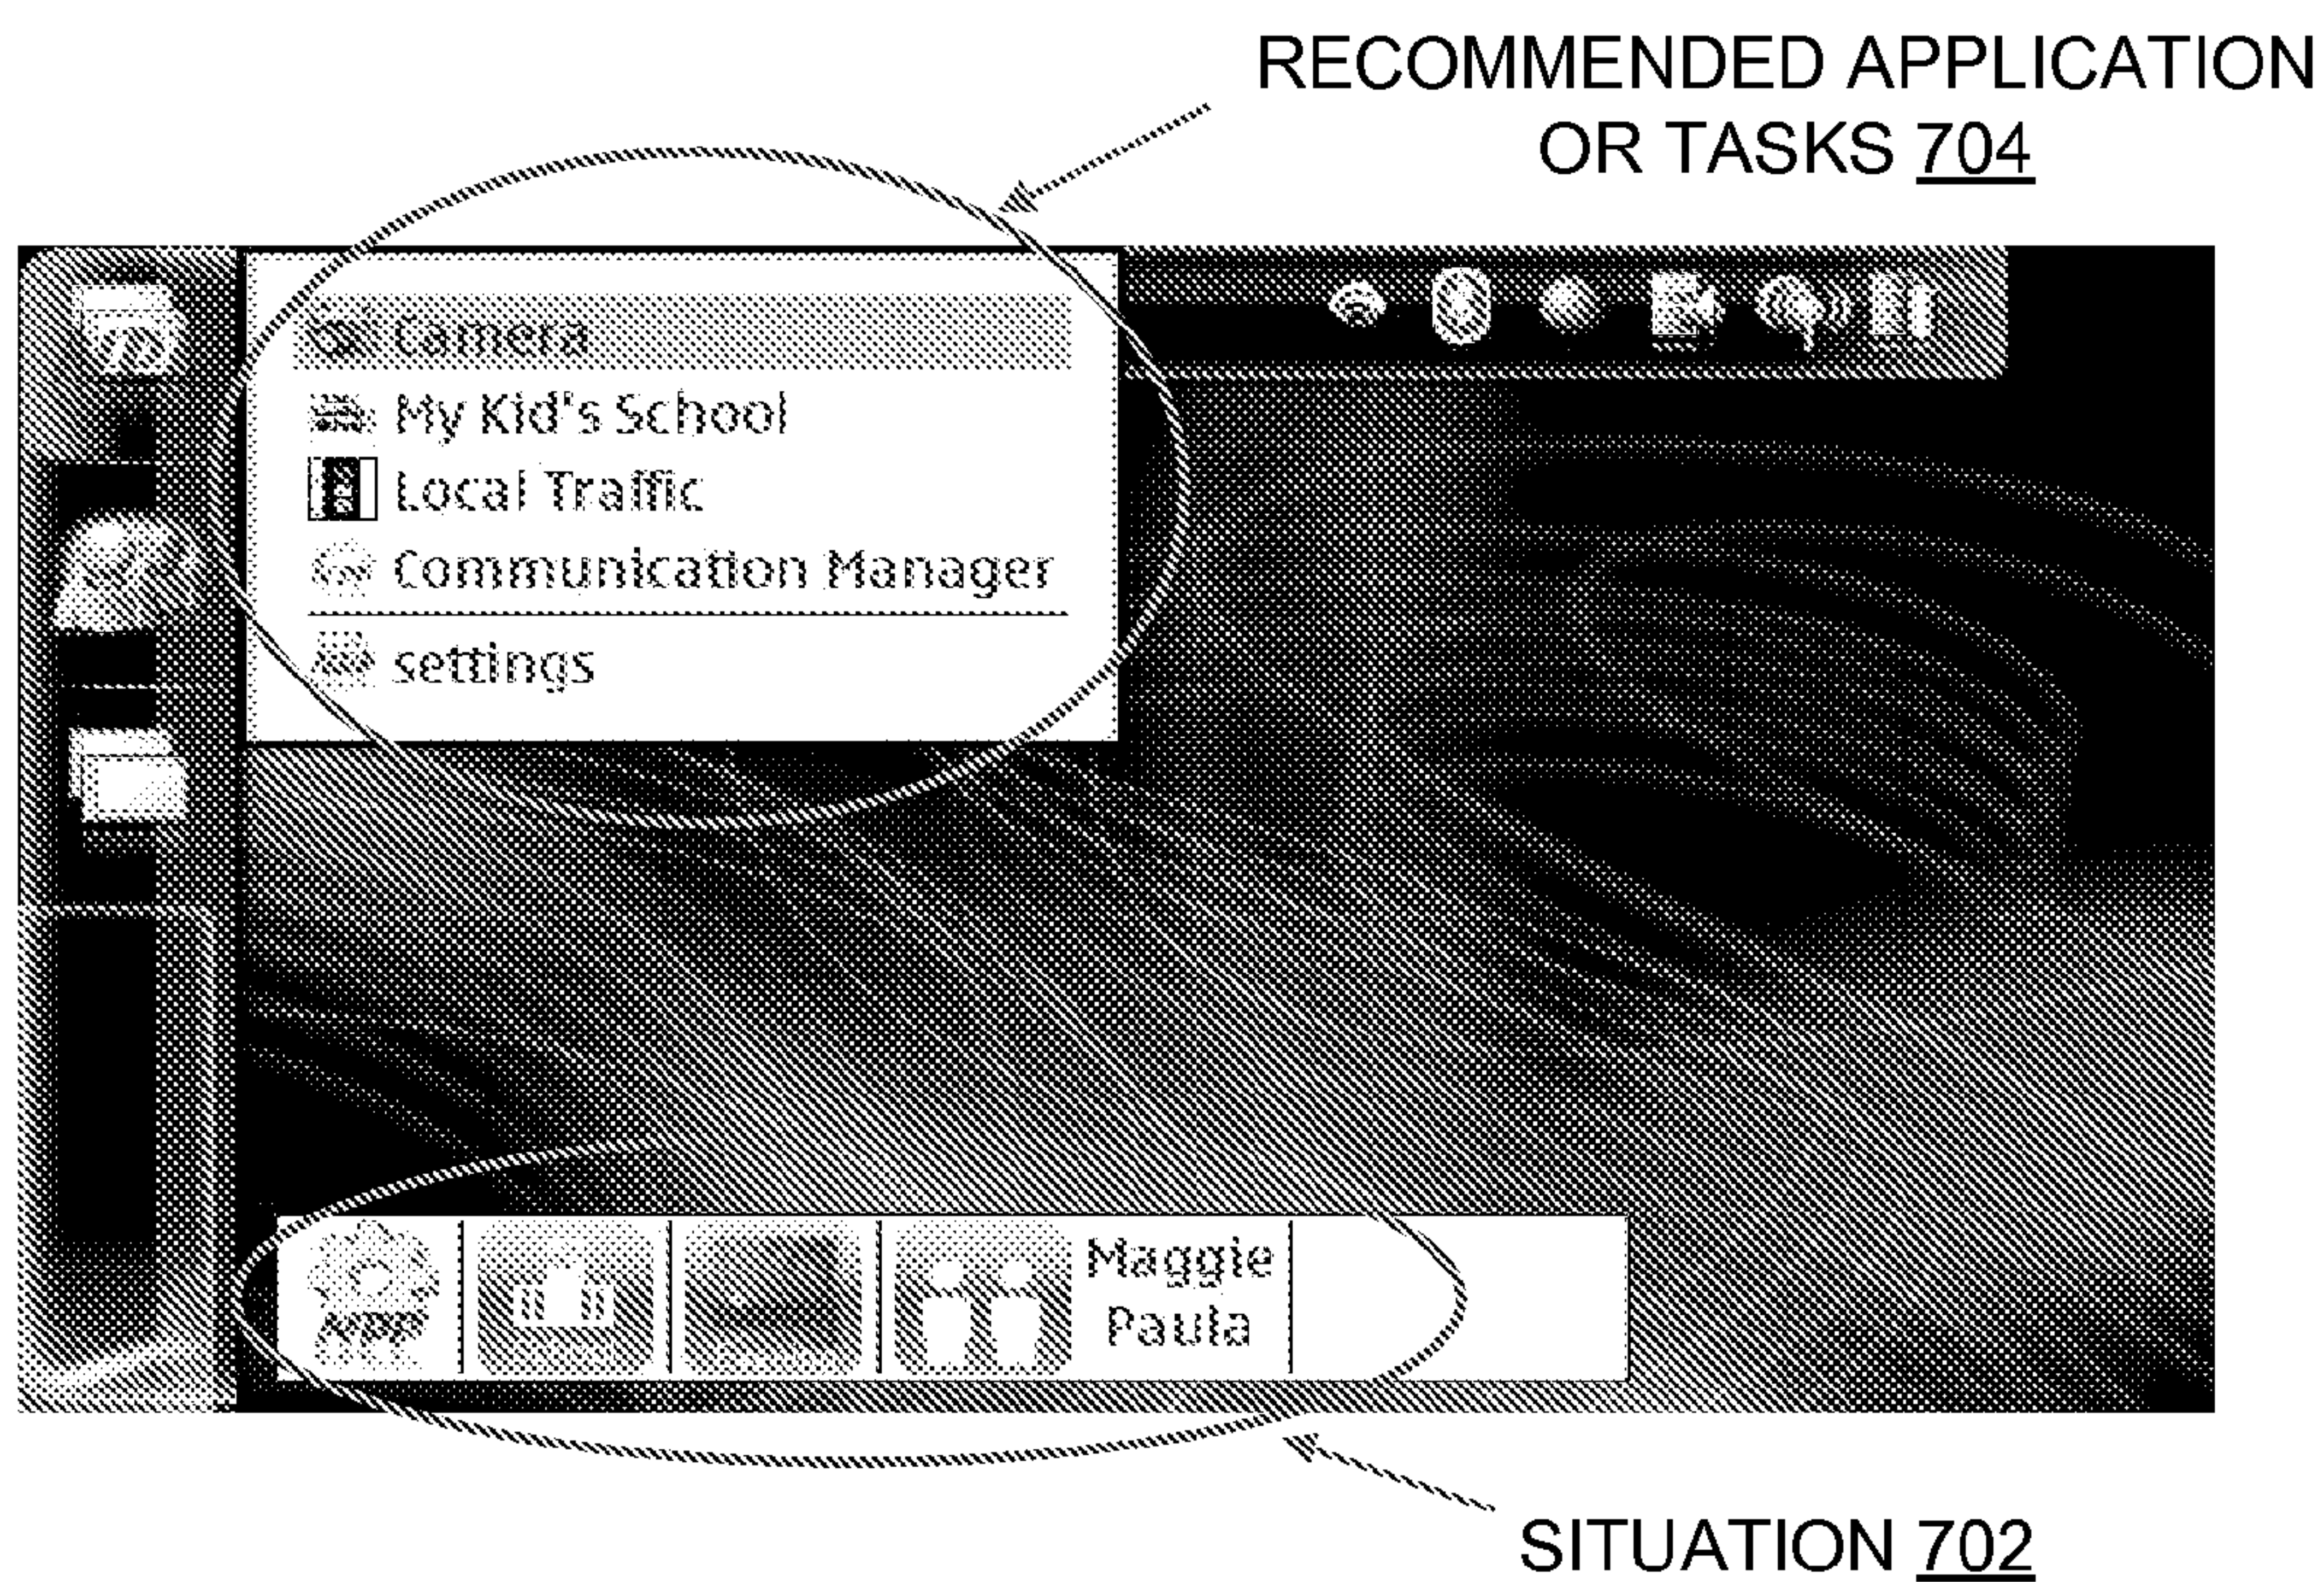 RECOMMENDED APPLICATION
OR TASKS 704
Camera
My Kid's School
Local Traffic
Communication Manager
settings
Maggie
Paula
SITUATION 702